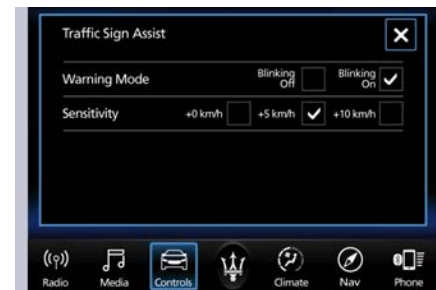 Traffic Sign Assist
Warning Mode Blinking Off Blinking On
Sensitivity +0 km/h +5 km/h +10 km/h
Radio Media Controls Climate Nav Phone